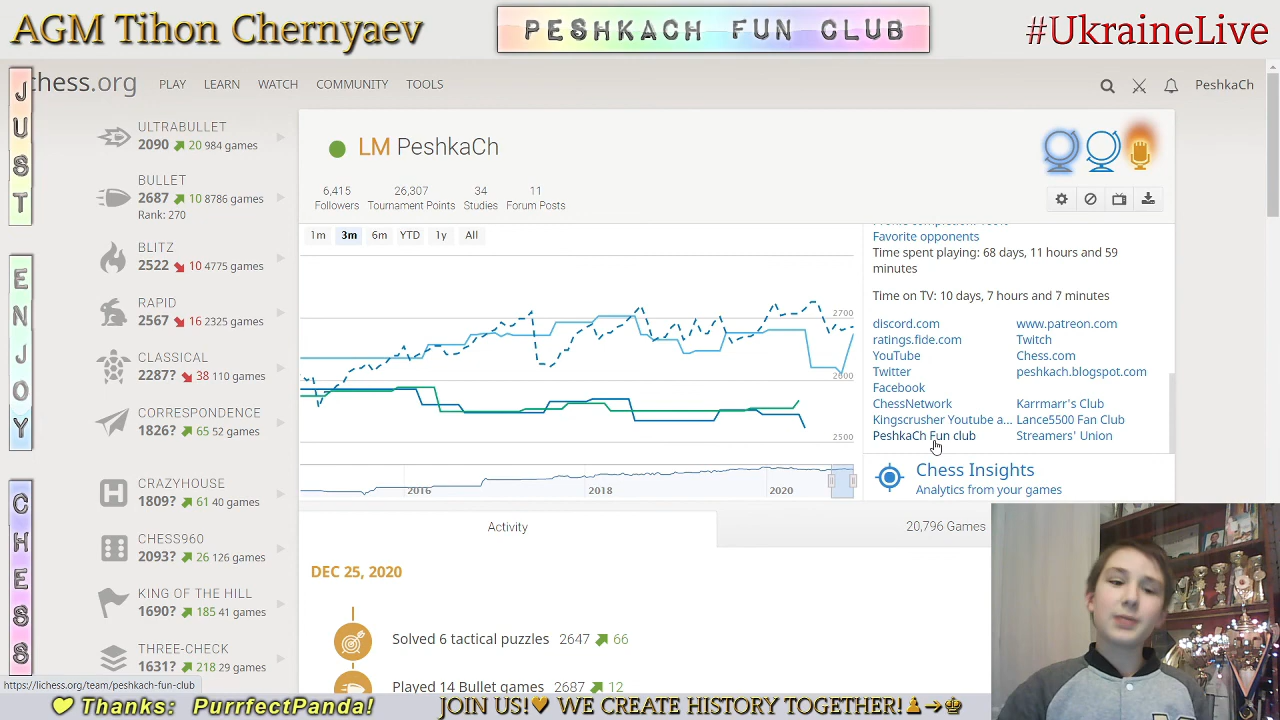 AGM Tihon Chernyaev
PESHKACH FUN CLUB
#UkraineLive
JUST
ENJOY
CHESS
chess.org
PLAY LEARN WATCH COMMUNITY TOOLS
PeshkaCh
ULTRABULLET
2090 20 984 games
BULLET
2687 10 8786 games
Rank: 270
BLITZ
2522 10 4775 games
RAPID
2567 16 2325 games
CLASSICAL
2287? 38 110 games
CORRESPONDENCE
1826? 65 52 games
CRAZYHOUSE
1809? 61 40 games
CHESS960
2093? 26 126 games
KING OF THE HILL
1690? 185 41 games
THREE-CHECK
1631? 218 29 games
LM PeshkaCh
6,415 26,307 34 11
Followers Tournament Points Studies Forum Posts
1m 3m 6m YTD 1y All
2700
2600
2500
2016 2018 2020
Profile completion: 100%
Favorite opponents
Time spent playing: 68 days, 11 hours and 59
minutes
Time on TV: 10 days, 7 hours and 7 minutes
discord.com www.patreon.com
ratings.fide.com Twitch
YouTube Chess.com
Twitter peshkach.blogspot.com
Facebook
ChessNetwork Karrmarr's Club
Kingscrusher Youtube a... Lance5500 Fan Club
PeshkaCh Fun club Streamers' Union
Chess Insights
Analytics from your games
Activity 20,796 Games
DEC 25, 2020
Solved 6 tactical puzzles 2647 66
Played 14 Bullet games 2687 12
https://lichess.org/team/peshkach-fun-club
Thanks: PurrfectPanda!
JOIN US!♥ WE CREATE HISTORY TOGETHER!♟→♚